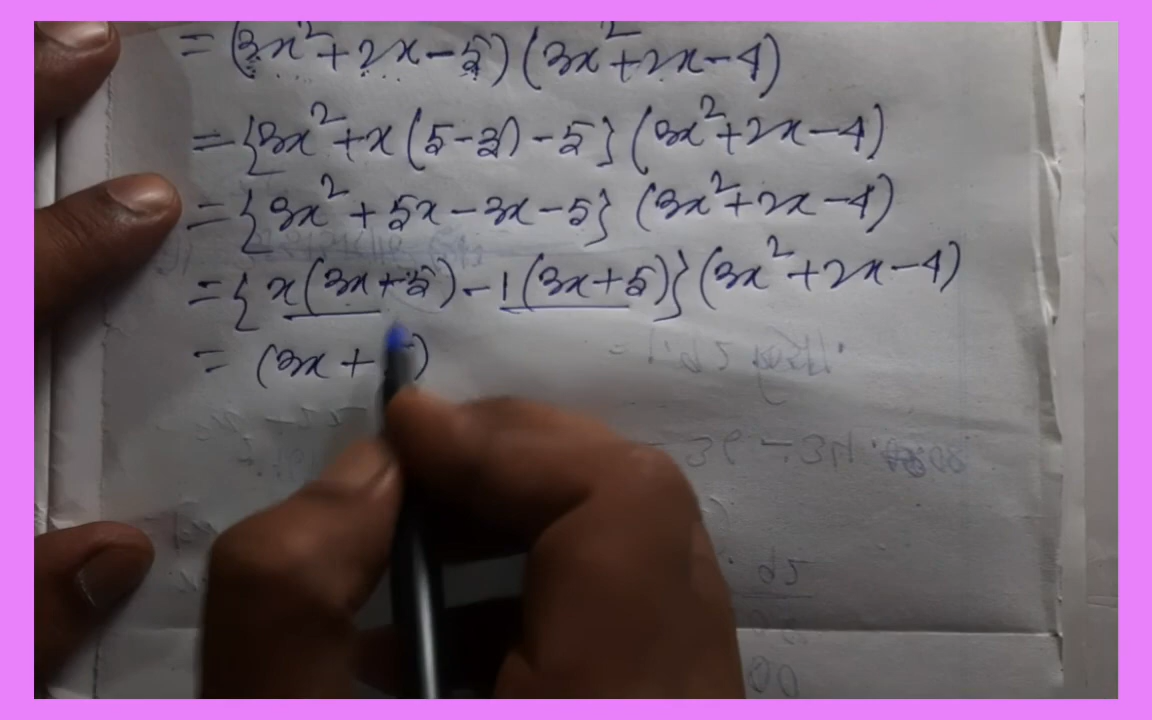 = (3x²+2x-5)(3x²+2x-4)
= {3x²+x(5-3)-5}(3x²+2x-4)
= {3x²+5x-3x-5}(3x²+2x-4)
= {x(3x+5)-1(3x+5)}(3x²+2x-4)
= (3x+ )